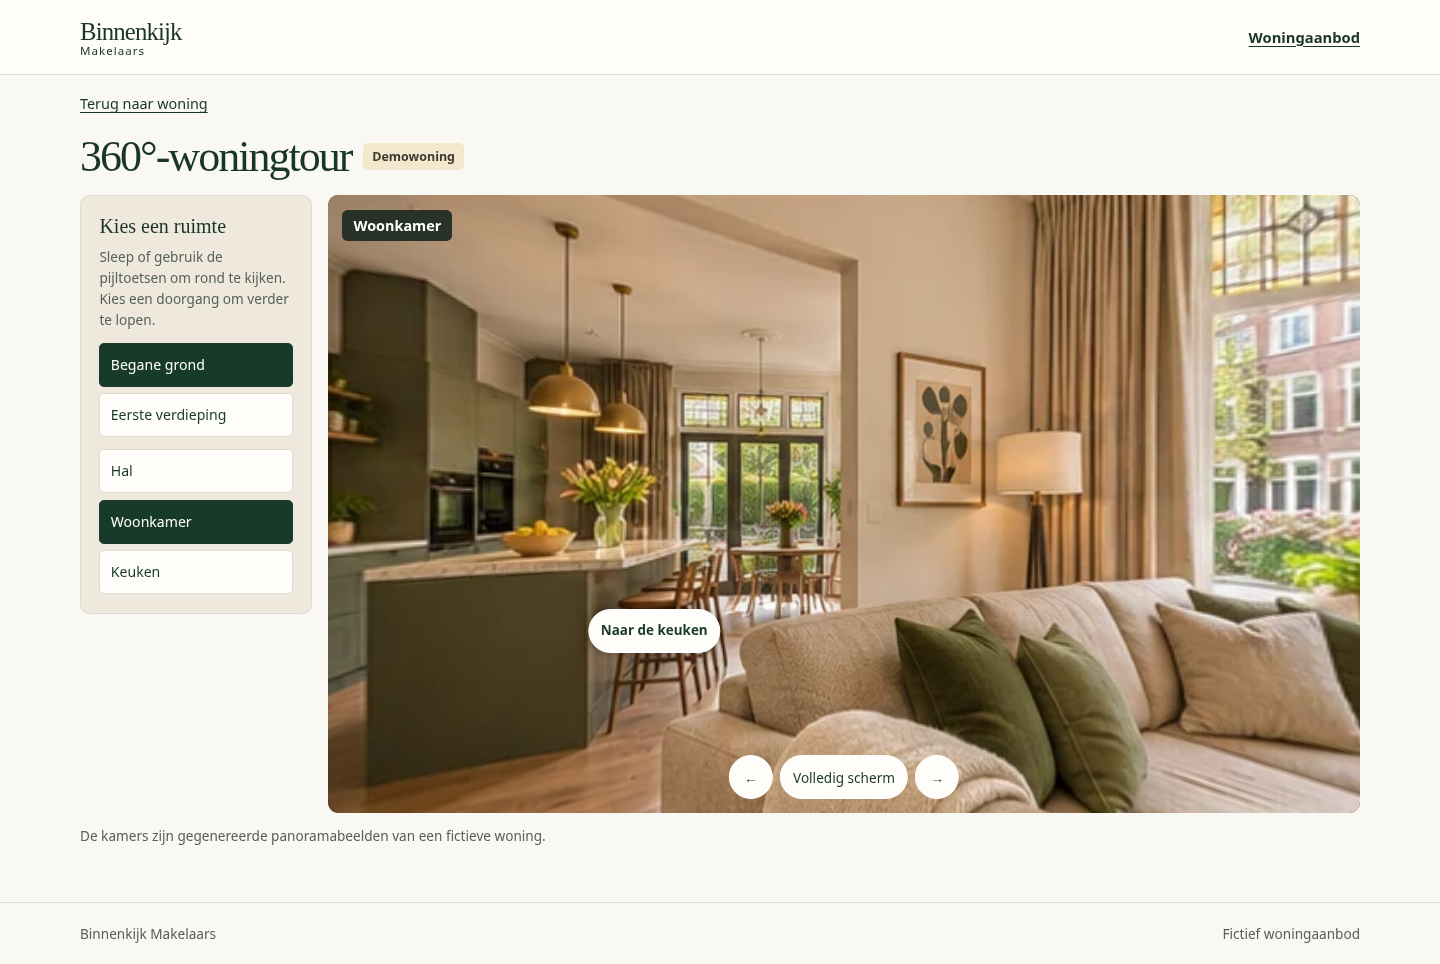 Binnenkijk
Makelaars
Woningaanbod
Terug naar woning
360°-woningtour
Demowoning
Kies een ruimte
Sleep of gebruik de
pijltoetsen om rond te kijken.
Kies een doorgang om verder
te lopen.
Begane grond
Eerste verdieping
Hal
Woonkamer
Keuken
Woonkamer
Naar de keuken
← Volledig scherm →
De kamers zijn gegenereerde panoramabeelden van een fictieve woning.
Binnenkijk Makelaars
Fictief woningaanbod